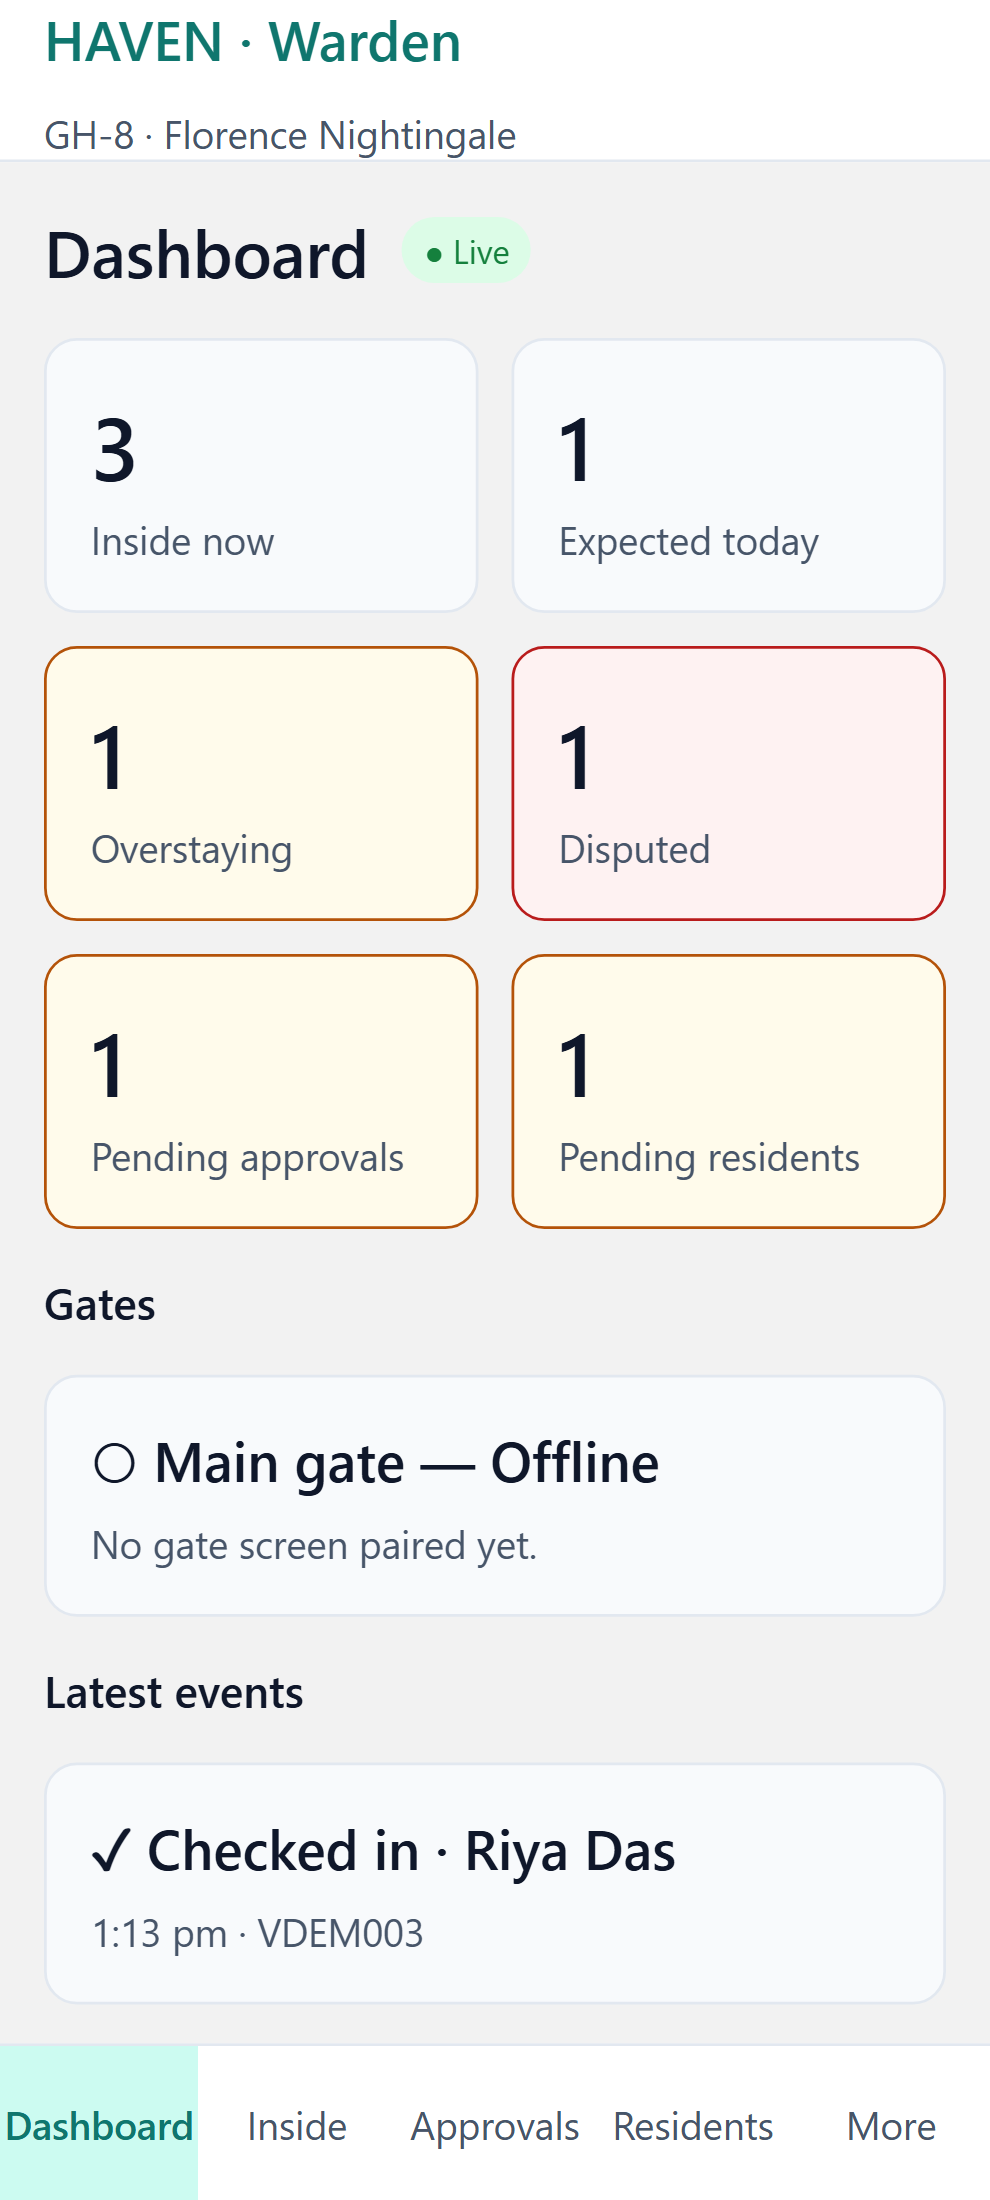 HAVEN · Warden
GH-8 · Florence Nightingale
Dashboard ● Live
3
Inside now
1
Expected today
1
Overstaying
1
Disputed
1
Pending approvals
1
Pending residents
Gates
○ Main gate — Offline
No gate screen paired yet.
Latest events
✓ Checked in · Riya Das
1:13 pm · VDEM003
Dashboard Inside Approvals Residents More